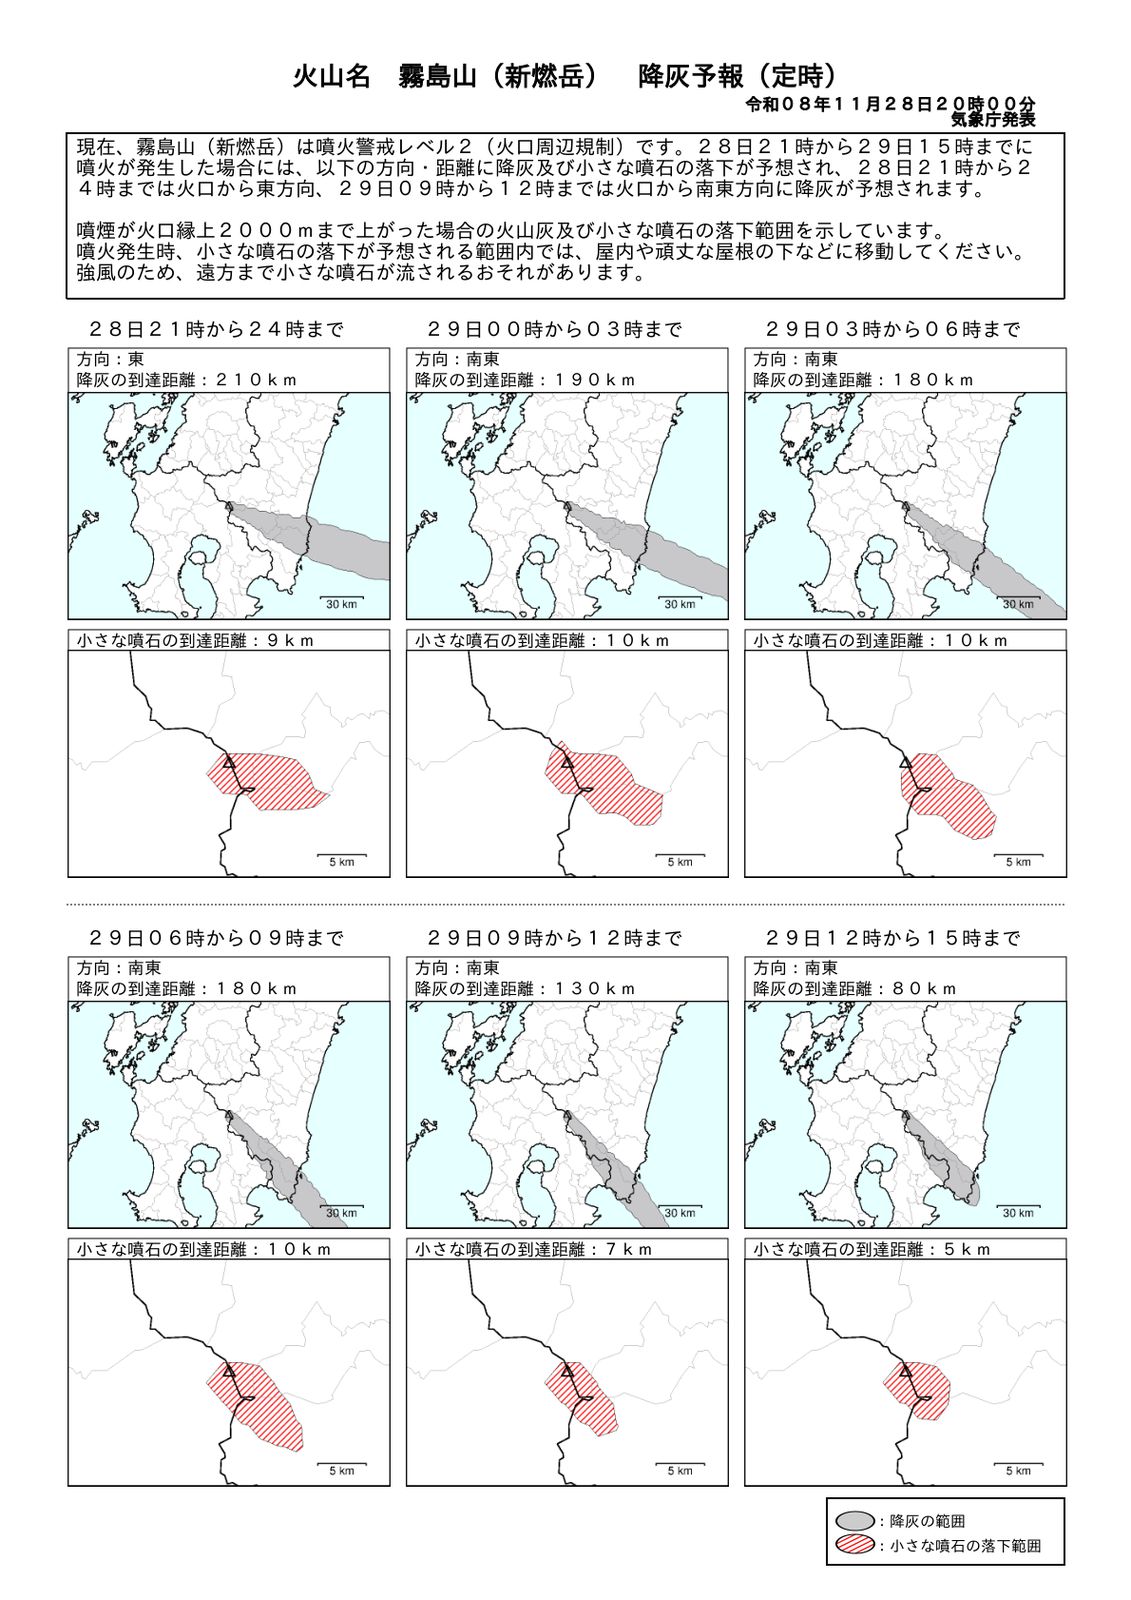 火山名　霧島山（新燃岳）　降灰予報（定時）
令和０８年１１月２８日２０時００分
気象庁発表
現在、霧島山（新燃岳）は噴火警戒レベル２（火口周辺規制）です。２８日２１時から２９日１５時までに
噴火が発生した場合には、以下の方向・距離に降灰及び小さな噴石の落下が予想され、２８日２１時から２
４時までは火口から東方向、２９日０９時から１２時までは火口から南東方向に降灰が予想されます。
噴煙が火口縁上２０００ｍまで上がった場合の火山灰及び小さな噴石の落下範囲を示しています。
噴火発生時、小さな噴石の落下が予想される範囲内では、屋内や頑丈な屋根の下などに移動してください。
強風のため、遠方まで小さな噴石が流されるおそれがあります。
２８日２１時から２４時まで
方向：東
降灰の到達距離：２１０ｋｍ
30 km
小さな噴石の到達距離：９ｋｍ
5 km
２９日００時から０３時まで
方向：南東
降灰の到達距離：１９０ｋｍ
30 km
小さな噴石の到達距離：１０ｋｍ
5 km
２９日０３時から０６時まで
方向：南東
降灰の到達距離：１８０ｋｍ
30 km
小さな噴石の到達距離：１０ｋｍ
5 km
２９日０６時から０９時まで
方向：南東
降灰の到達距離：１８０ｋｍ
30 km
小さな噴石の到達距離：１０ｋｍ
5 km
２９日０９時から１２時まで
方向：南東
降灰の到達距離：１３０ｋｍ
30 km
小さな噴石の到達距離：７ｋｍ
5 km
２９日１２時から１５時まで
方向：南東
降灰の到達距離：８０ｋｍ
30 km
小さな噴石の到達距離：５ｋｍ
5 km
：降灰の範囲
：小さな噴石の落下範囲